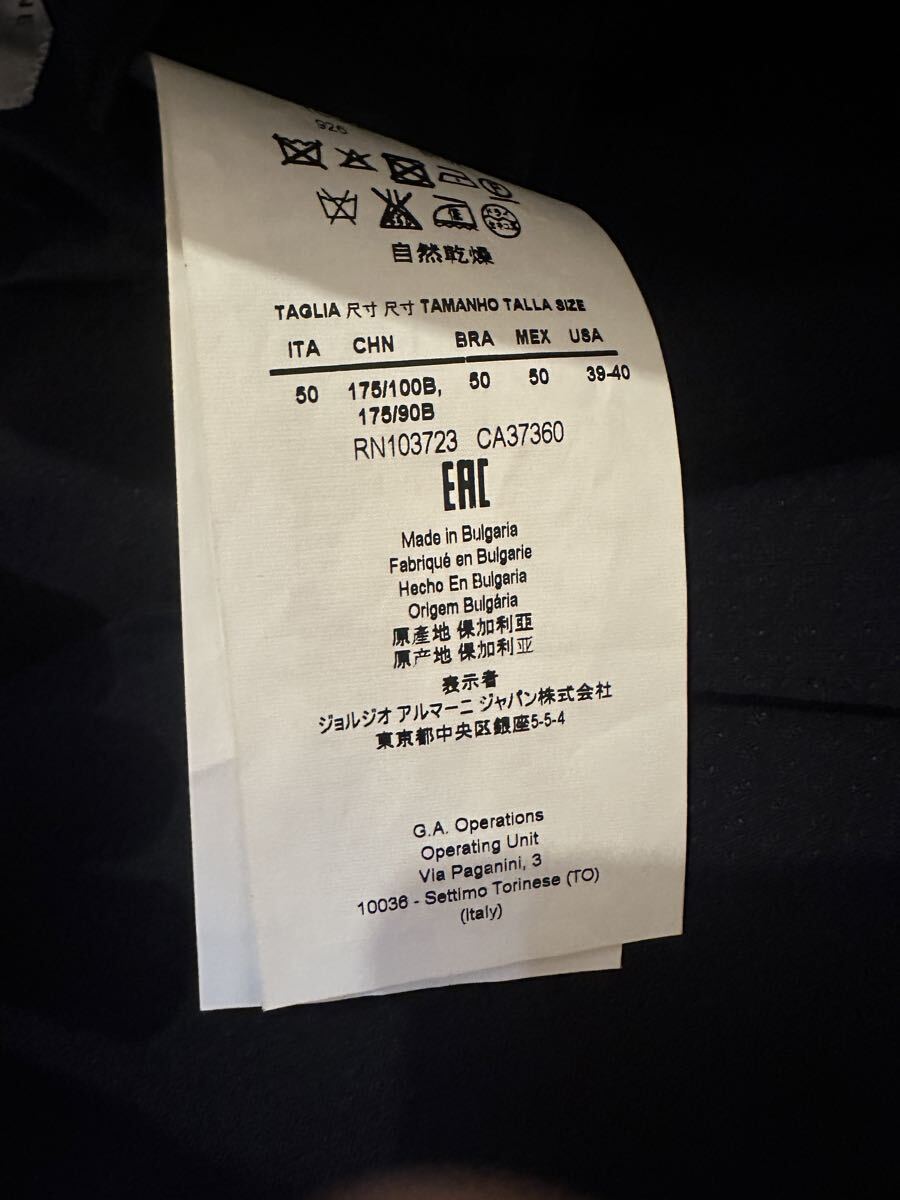 926
自然乾燥
TAGLIA 尺寸 尺寸 TAMANHO TALLA SIZE
ITA CHN BRA MEX USA
50 175/100B, 50 50 39-40
175/90B
RN103723 CA37360
EAC
Made in Bulgaria
Fabriqué en Bulgarie
Hecho En Bulgaria
Origem Bulgária
原產地 保加利亞
原产地 保加利亚
表示者
ジョルジオ アルマーニ ジャパン株式会社
東京都中央区銀座5-5-4
G.A. Operations
Operating Unit
Via Paganini, 3
10036 - Settimo Torinese (TO)
(Italy)